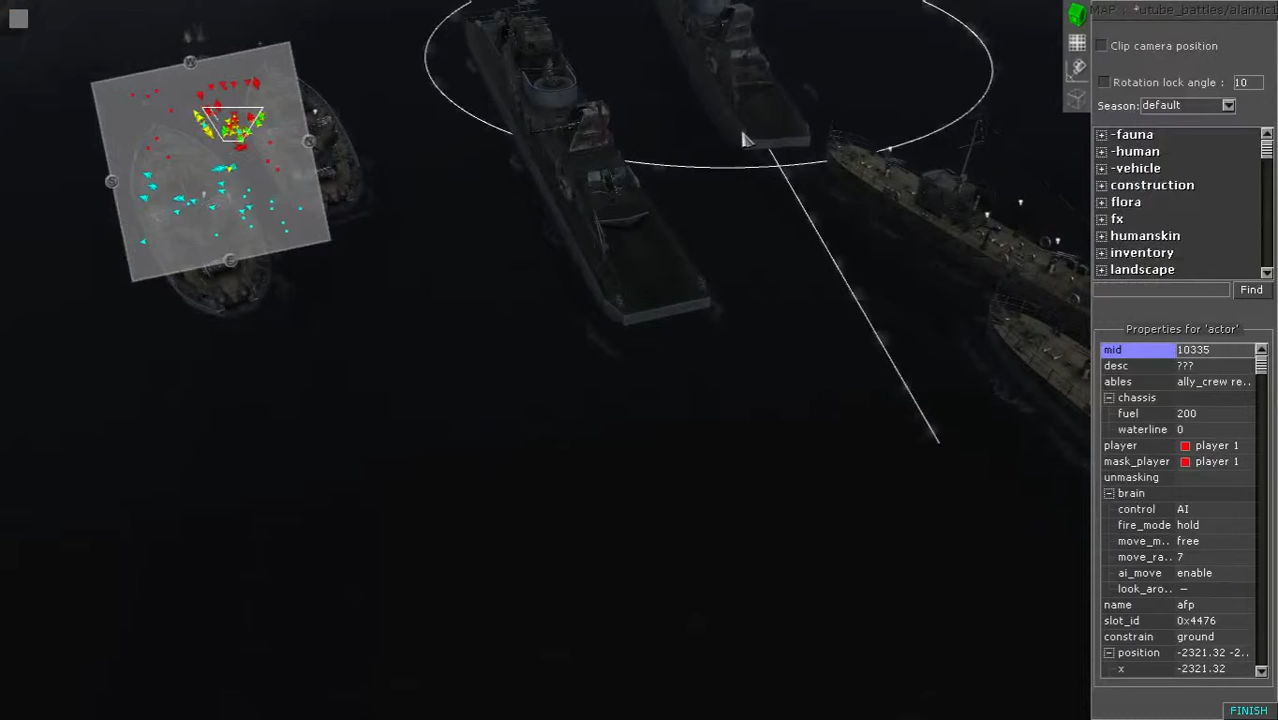 MAP : *utube_battles/alantic1
Clip camera position
Rotation lock angle : 10
Season: default
-fauna
-human
-vehicle
construction
flora
fx
humanskin
inventory
landscape
Find
Properties for 'actor'
mid 10335
desc ???
ables ally_crew re..
chassis
fuel 200
waterline 0
player player 1
mask_player player 1
unmasking
brain
control AI
fire_mode hold
move_m.. free
move_ra.. 7
ai_move enable
look_aro.. —
name afp
slot_id 0x4476
constrain ground
position -2321.32 -2..
x -2321.32
FINISH
W
N
S
E